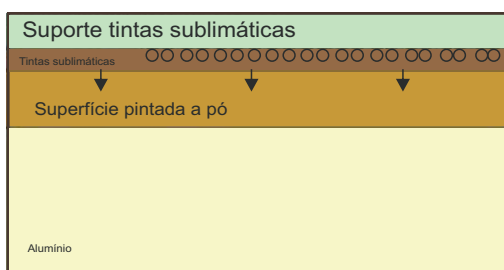 Suporte tintas sublimáticas
Tintas sublimáticas
Superfície pintada a pó
Alumínio